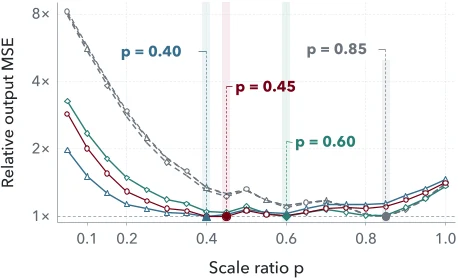 8×
4×
2×
1×
Relative output MSE
p = 0.40
p = 0.45
p = 0.60
p = 0.85
0.1 0.2 0.4 0.6 0.8 1.0
Scale ratio p